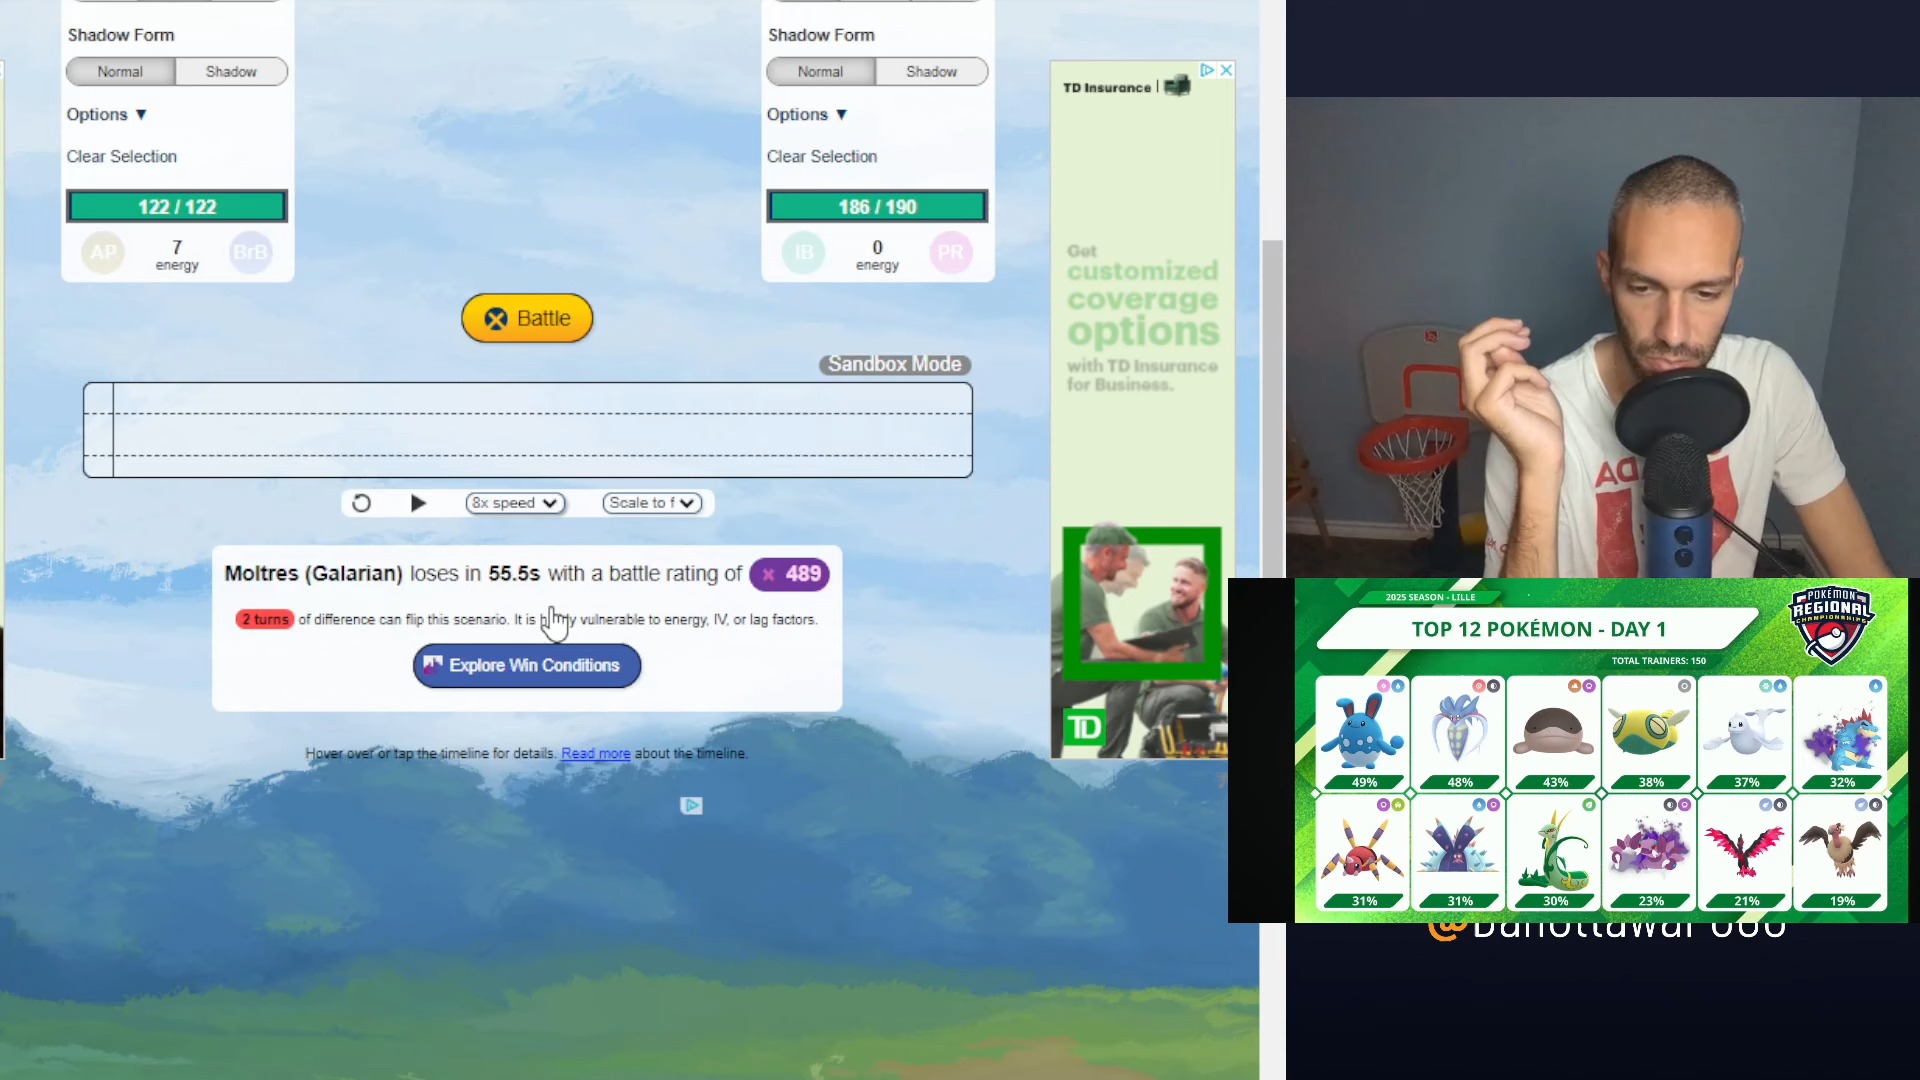 Shadow Form
Normal Shadow
Options ▼
Clear Selection
122 / 122
AP 7 energy BrB
Shadow Form
Normal Shadow
Options ▼
Clear Selection
186 / 190
IB 0 energy PR
Battle
Sandbox Mode
8x speed Scale to f
Moltres (Galarian) loses in 55.5s with a battle rating of × 489
2 turns of difference can flip this scenario. It is vulnerable to energy, IV, or lag factors.
Explore Win Conditions
Hover over or tap the timeline for details. Read more about the timeline.
TD Insurance
Get
customized
coverage
options
with TD Insurance
for Business.
TD
2025 SEASON - LILLE
TOP 12 POKÉMON - DAY 1
TOTAL TRAINERS: 150
POKÉMON
REGIONAL
CHAMPIONSHIPS
49% 48% 43% 38% 37% 32%
31% 31% 30% 23% 21% 19%